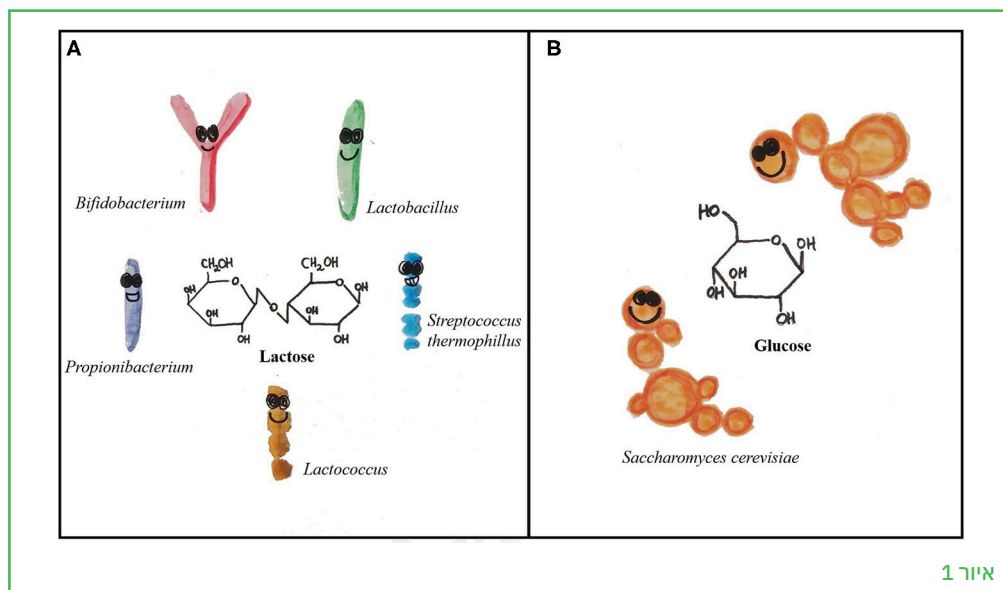 A
Bifidobacterium
Lactobacillus
CH2OH
CH2OH
O
O
OH
OH
O
OH
OH
OH
OH
Lactose
Propionibacterium
Streptococcus
thermophillus
Lactococcus
B
HO
O
OH
OH
OH
OH
Glucose
Saccharomyces cerevisiae
איור 1